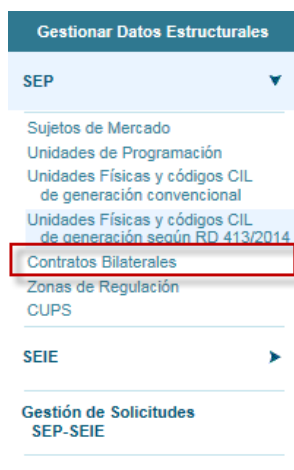 Gestionar Datos Estructurales
SEP
Sujetos de Mercado
Unidades de Programación
Unidades Físicas y códigos CIL
de generación convencional
Unidades Físicas y códigos CIL
de generación según RD 413/2014
Contratos Bilaterales
Zonas de Regulación
CUPS
SEIE
Gestión de Solicitudes
SEP-SEIE